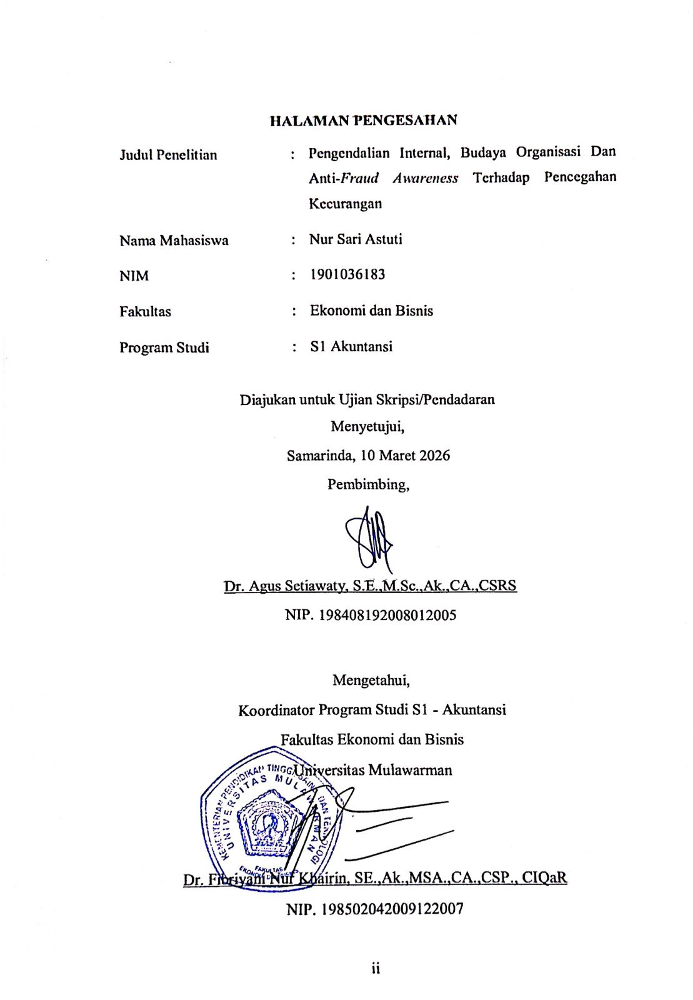 HALAMAN PENGESAHAN
Judul Penelitian : Pengendalian Internal, Budaya Organisasi Dan
Anti-Fraud Awareness Terhadap Pencegahan
Kecurangan
Nama Mahasiswa : Nur Sari Astuti
NIM : 1901036183
Fakultas : Ekonomi dan Bisnis
Program Studi : S1 Akuntansi
Diajukan untuk Ujian Skripsi/Pendadaran
Menyetujui,
Samarinda, 10 Maret 2026
Pembimbing,
Dr. Agus Setiawaty, S.E.,M.Sc.,Ak.,CA.,CSRS
NIP. 198408192008012005
Mengetahui,
Koordinator Program Studi S1 - Akuntansi
Fakultas Ekonomi dan Bisnis
Universitas Mulawarman
KEMENTERIAN PENDIDIKAN TINGGI SAINS DAN TEKNOLOGI
UNIVERSITAS MULAWARMAN
FAKULTAS
EKONOMI DAN BISNIS
Dr. Fibriyani Nur Khairin, SE.,Ak.,MSA.,CA.,CSP., CIQaR
NIP. 198502042009122007
ii